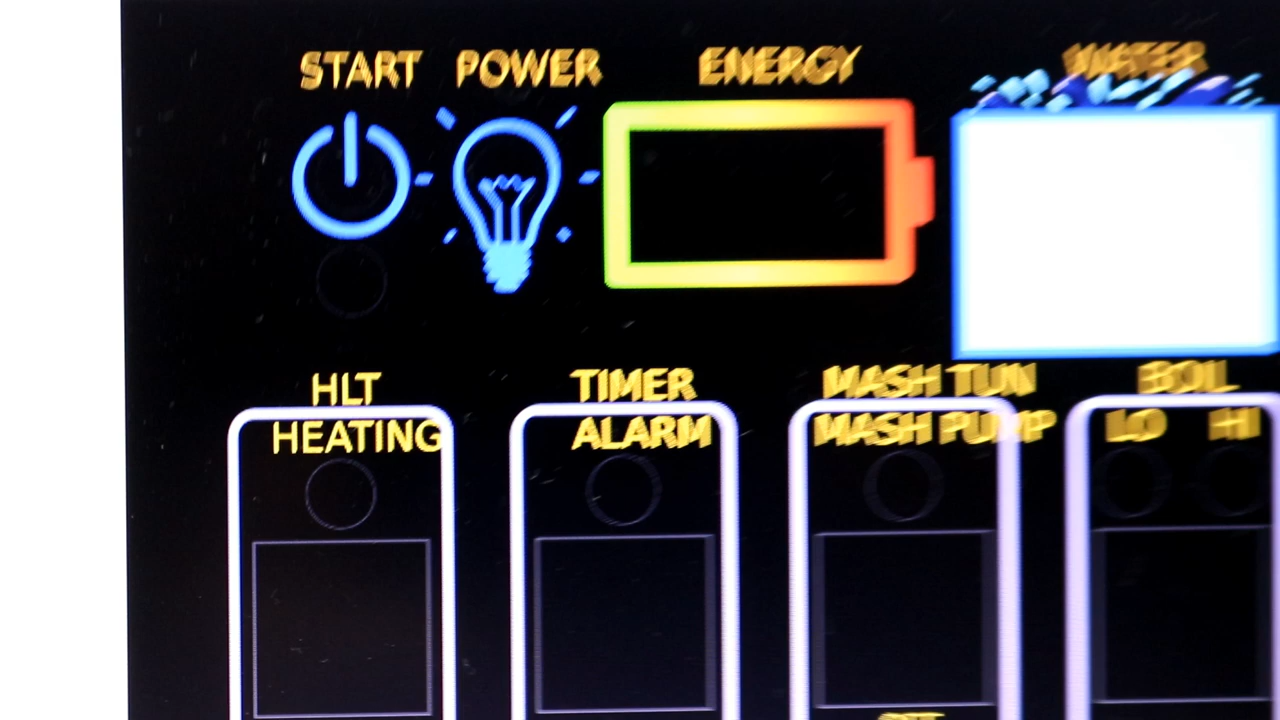 START POWER ENERGY WATER
HLT TIMER MASH TUN BOIL
HEATING ALARM MASH PUMP LO HI